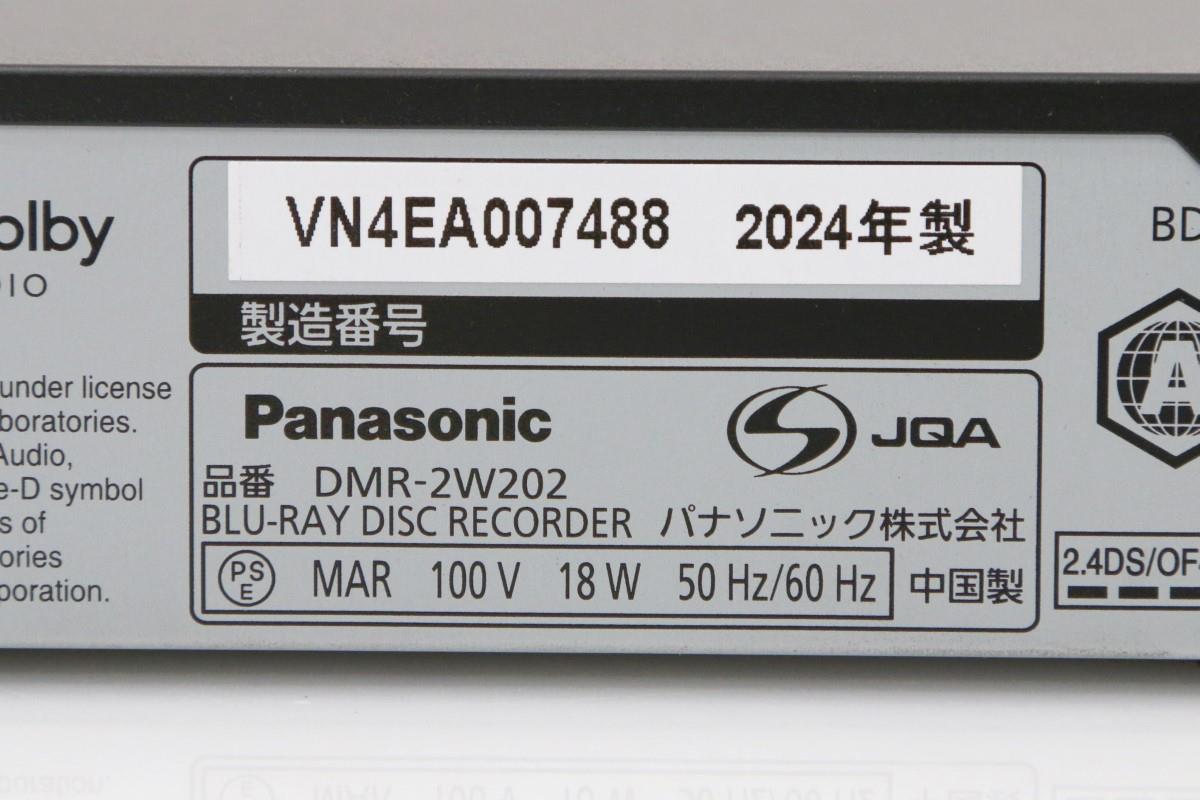 VN4EA007488 2024年製
製造番号
Panasonic
JQA
品番 DMR-2W202
BLU-RAY DISC RECORDER パナソニック株式会社
PSE MAR 100 V 18 W 50 Hz/60 Hz 中国製
olby
DIO
under license
boratories.
Audio,
e-D symbol
s of
ories
poration.
BD
A
2.4DS/OF